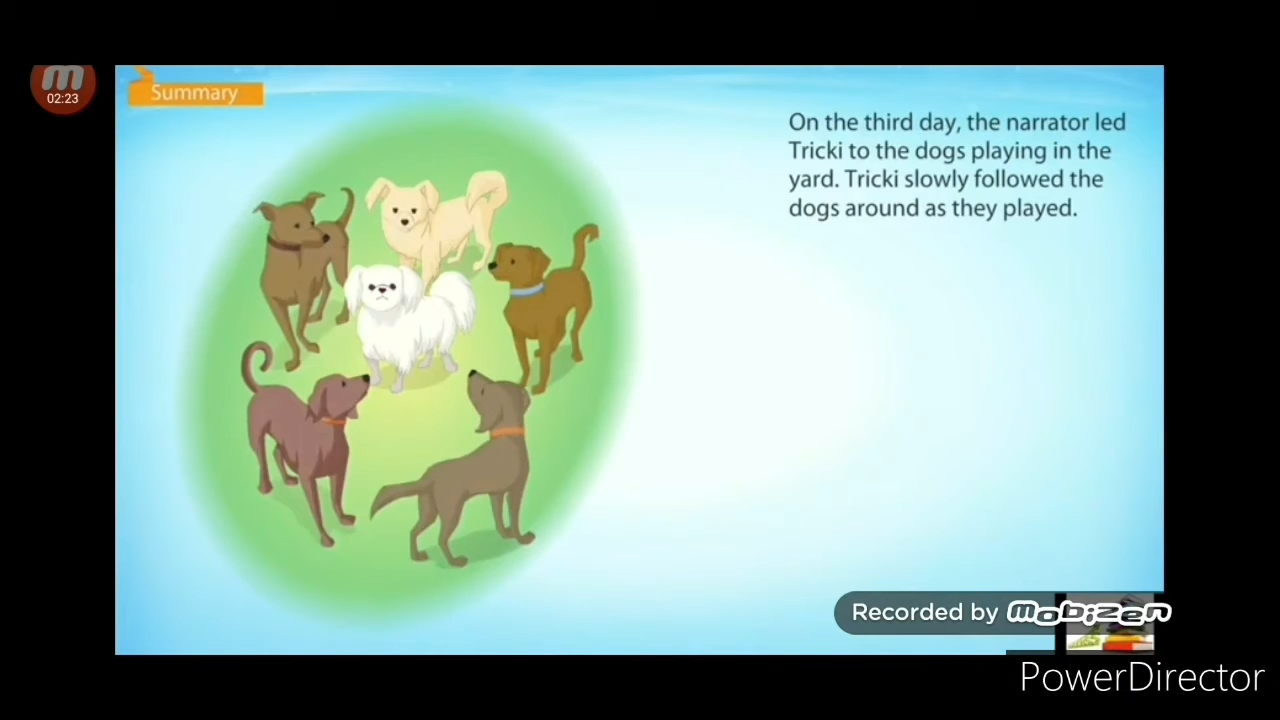 02:23
Summary
On the third day, the narrator led
Tricki to the dogs playing in the
yard. Tricki slowly followed the
dogs around as they played.
Recorded by Mobizen
PowerDirector